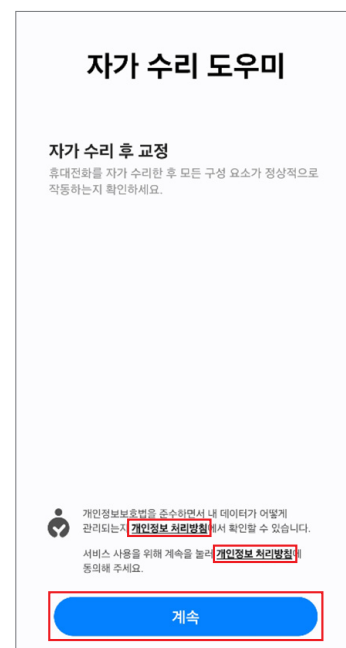 자가 수리 도우미
자가 수리 후 교정
휴대전화를 자가 수리한 후 모든 구성 요소가 정상적으로
작동하는지 확인하세요.
개인정보보호법을 준수하면서 내 데이터가 어떻게
관리되는지 개인정보 처리방침에서 확인할 수 있습니다.
서비스 사용을 위해 계속을 눌러 개인정보 처리방침에
동의해 주세요.
계속